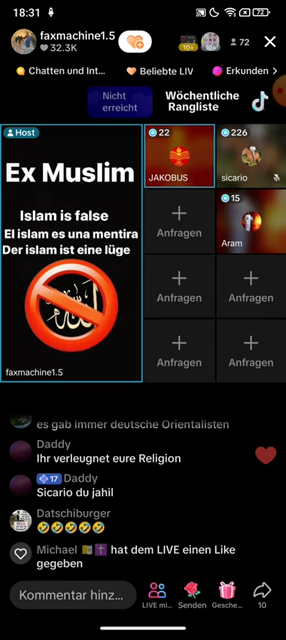 18:31
72
faxmachine1.5
32.3K
10+
72
Chatten und Int...
Beliebte LIV
Erkunden
Nicht
erreicht
Wöchentliche
Rangliste
Host
Ex Muslim
Islam is false
El islam es una mentira
Der islam ist eine lüge
الله
faxmachine1.5
22
JAKOBUS
226
sicario
Anfragen
15
Aram
Anfragen
Anfragen
Anfragen
Anfragen
es gab immer deutsche Orientalisten
Daddy
Ihr verleugnet eure Religion
17 Daddy
Sicario du jahil
Datschiburger
🤣🤣🤣🤣🤣
Michael hat dem LIVE einen Like
gegeben
Kommentar hinz...
LIVE mi...
Senden
Gesche...
10